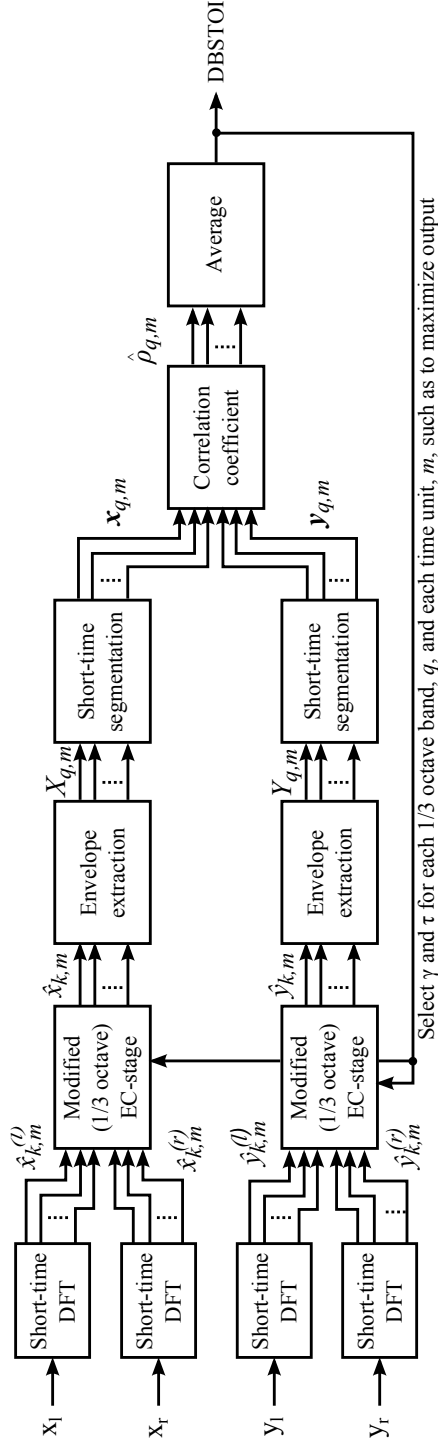 x_l
Short-time
DFT
x̂_{k,m}^{(l)}
.....
x_r
Short-time
DFT
x̂_{k,m}^{(r)}
.....
Modified
(1/3 octave)
EC-stage
x̂_{k,m}
.....
Envelope
extraction
X_{q,m}
.....
Short-time
segmentation
x_{q,m}
.....
y_l
Short-time
DFT
ŷ_{k,m}^{(l)}
.....
y_r
Short-time
DFT
ŷ_{k,m}^{(r)}
.....
Modified
(1/3 octave)
EC-stage
ŷ_{k,m}
.....
Envelope
extraction
Y_{q,m}
.....
Short-time
segmentation
y_{q,m}
.....
Correlation
coefficient
ρ̂_{q,m}
.....
Average
DBSTOI
Select γ and τ for each 1/3 octave band, q, and each time unit, m, such as to maximize output